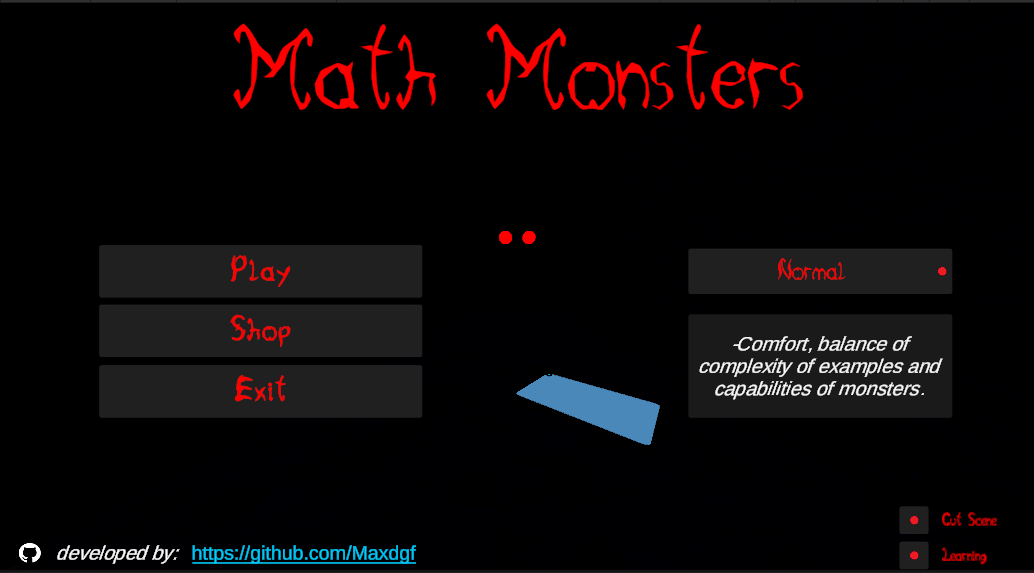 Math Monsters
Play
Shop
Exit
Normal
-Comfort, balance of
complexity of examples and
capabilities of monsters.
Cut Scene
Learning
developed by: https://github.com/Maxdgf